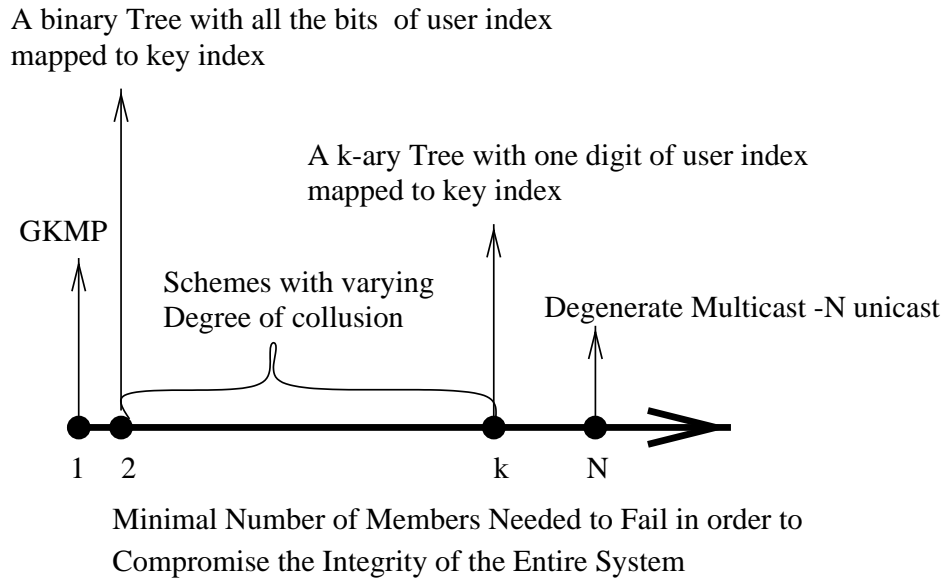 A binary Tree with all the bits of user index
mapped to key index
A k-ary Tree with one digit of user index
mapped to key index
GKMP
Schemes with varying
Degree of collusion
Degenerate Multicast -N unicast
1 2 k N
Minimal Number of Members Needed to Fail in order to
Compromise the Integrity of the Entire System